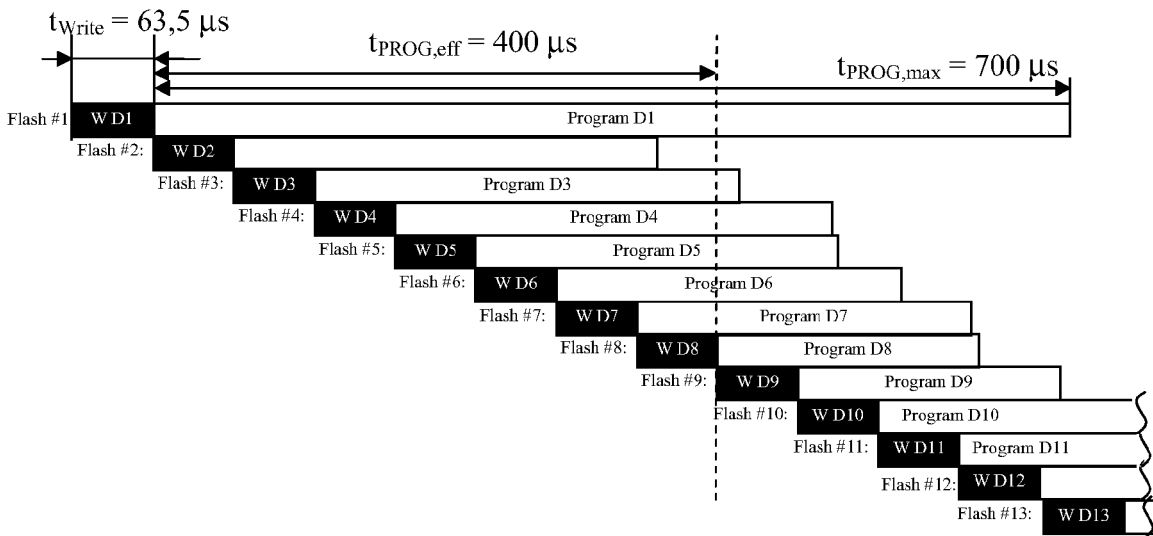 tWrite = 63,5 µs
tPROG,eff = 400 µs
tPROG,max = 700 µs
Flash #1 W D1 Program D1
Flash #2: W D2
Flash #3: W D3 Program D3
Flash #4: W D4 Program D4
Flash #5: W D5 Program D5
Flash #6: W D6 Program D6
Flash #7: W D7 Program D7
Flash #8: W D8 Program D8
Flash #9: W D9 Program D9
Flash #10: W D10 Program D10
Flash #11: W D11 Program D11
Flash #12: W D12
Flash #13: W D13